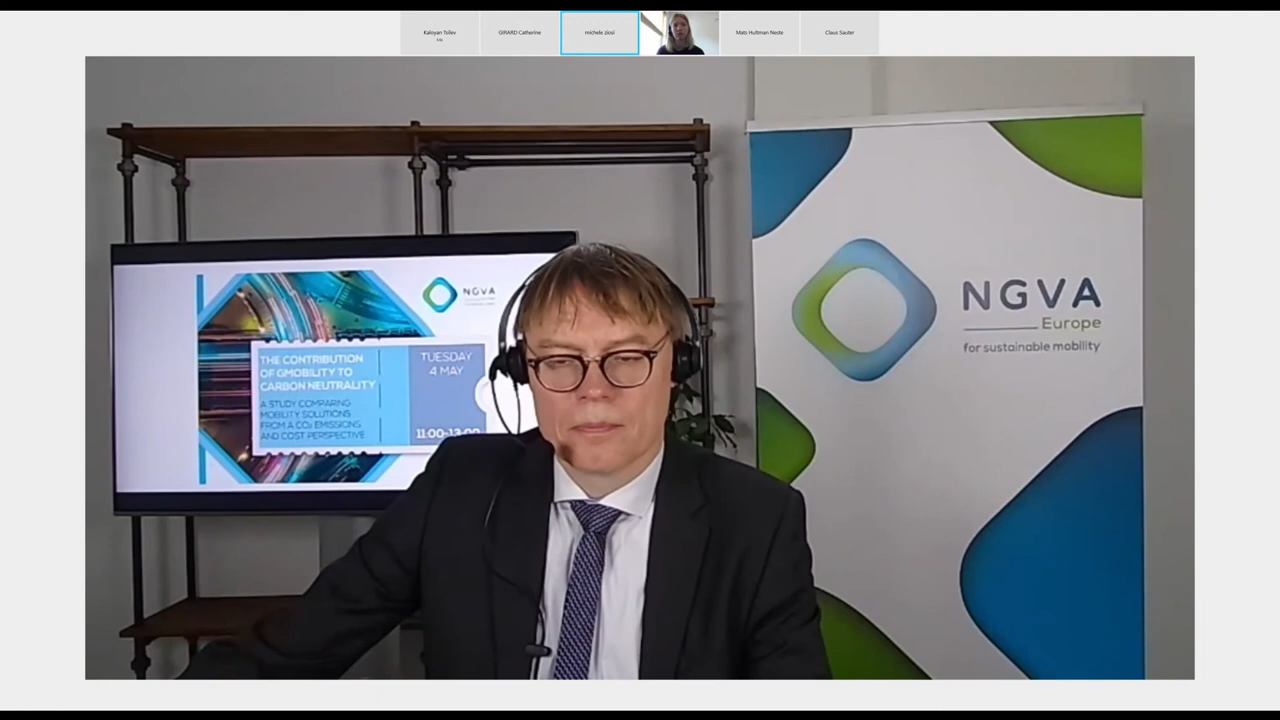 Kaloyan Toilev
GIRARD Catherine
michele ziosi
Mats Hultman Neste
Claus Sauter
NGVA
THE CONTRIBUTION
OF GMOBILITY TO
CARBON NEUTRALITY
A STUDY COMPARING
MOBILITY SOLUTIONS
FROM A CO₂ EMISSIONS
AND COST PERSPECTIVE
TUESDAY
4 MAY
11:00-13:00
NGVA
Europe
for sustainable mobility